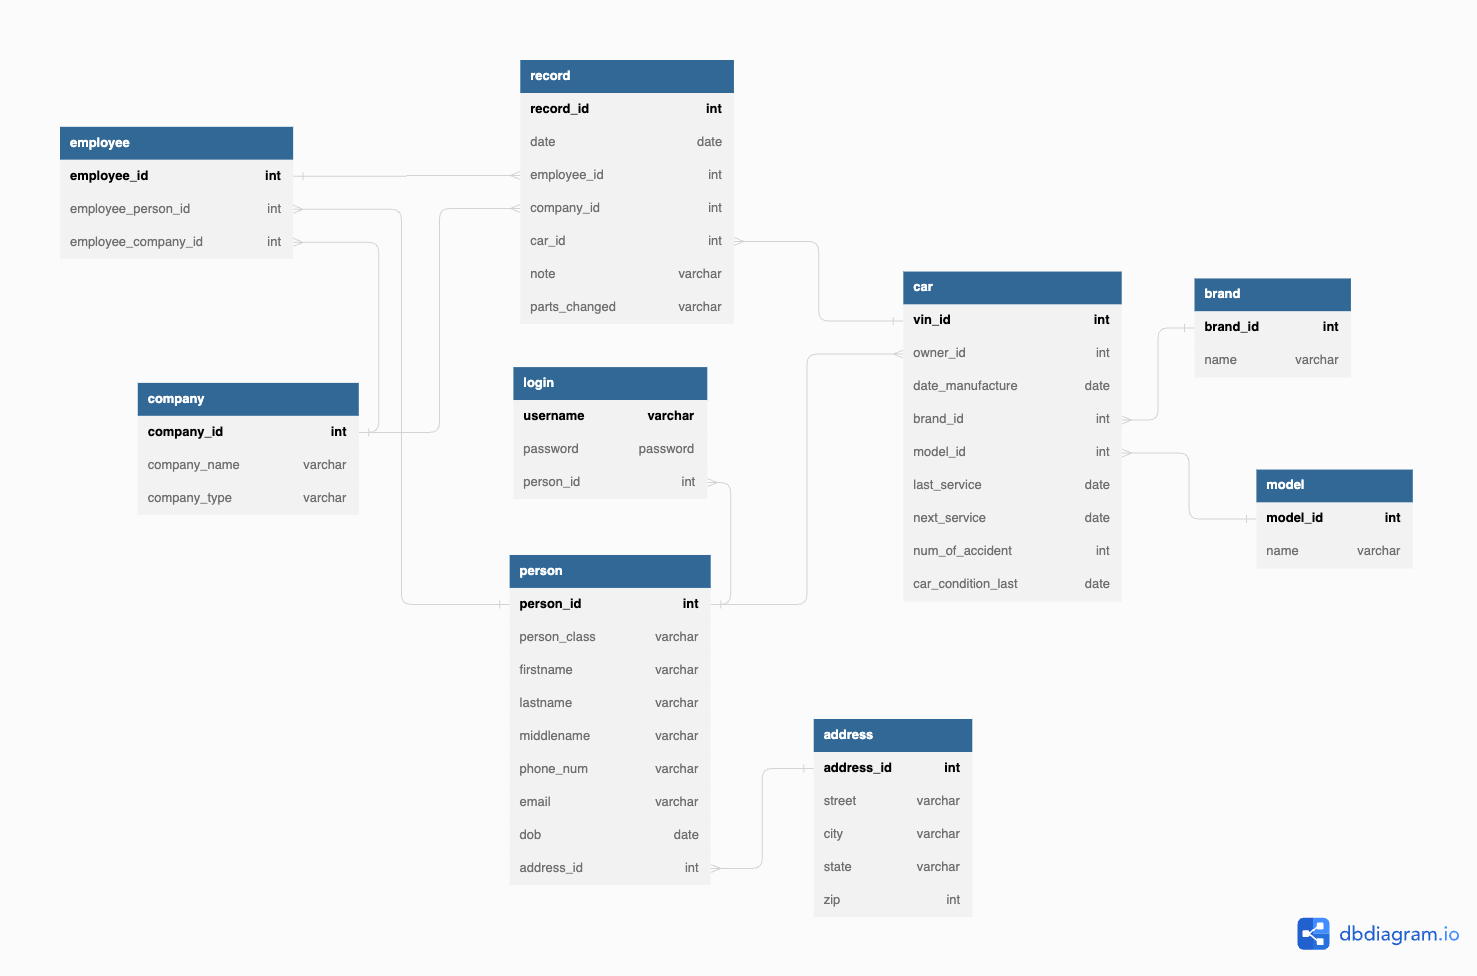 record
record_id int
date date
employee_id int
company_id int
car_id int
note varchar
parts_changed varchar
employee
employee_id int
employee_person_id int
employee_company_id int
car
vin_id int
owner_id int
date_manufacture date
brand_id int
model_id int
last_service date
next_service date
num_of_accident int
car_condition_last date
brand
brand_id int
name varchar
company
company_id int
company_name varchar
company_type varchar
login
username varchar
password password
person_id int
model
model_id int
name varchar
person
person_id int
person_class varchar
firstname varchar
lastname varchar
middlename varchar
phone_num varchar
email varchar
dob date
address_id int
address
address_id int
street varchar
city varchar
state varchar
zip int
dbdiagram.io